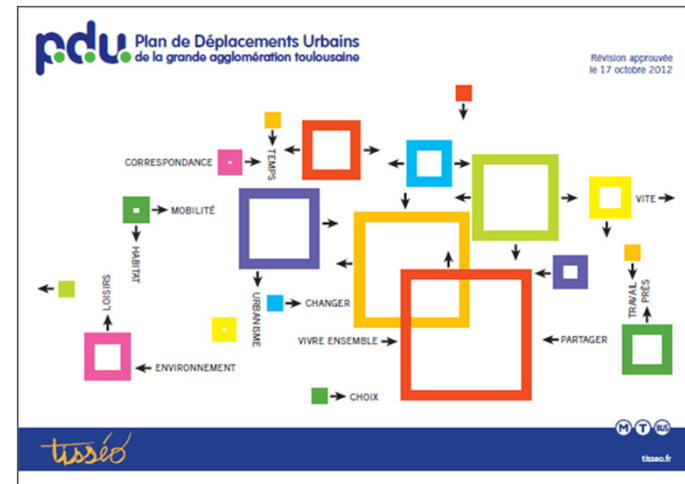 p.d.u.
Plan de Déplacements Urbains
de la grande agglomération toulousaine
Révision approuvée
le 17 octobre 2012
CORRESPONDANCE
TEMPS
MOBILITÉ
HABITAT
VITE
LOISIRS
URBANISME
CHANGER
TRAVAIL
PRÈS
VIVRE ENSEMBLE
PARTAGER
ENVIRONNEMENT
CHOIX
tisséo
M T BUS
tisseo.fr